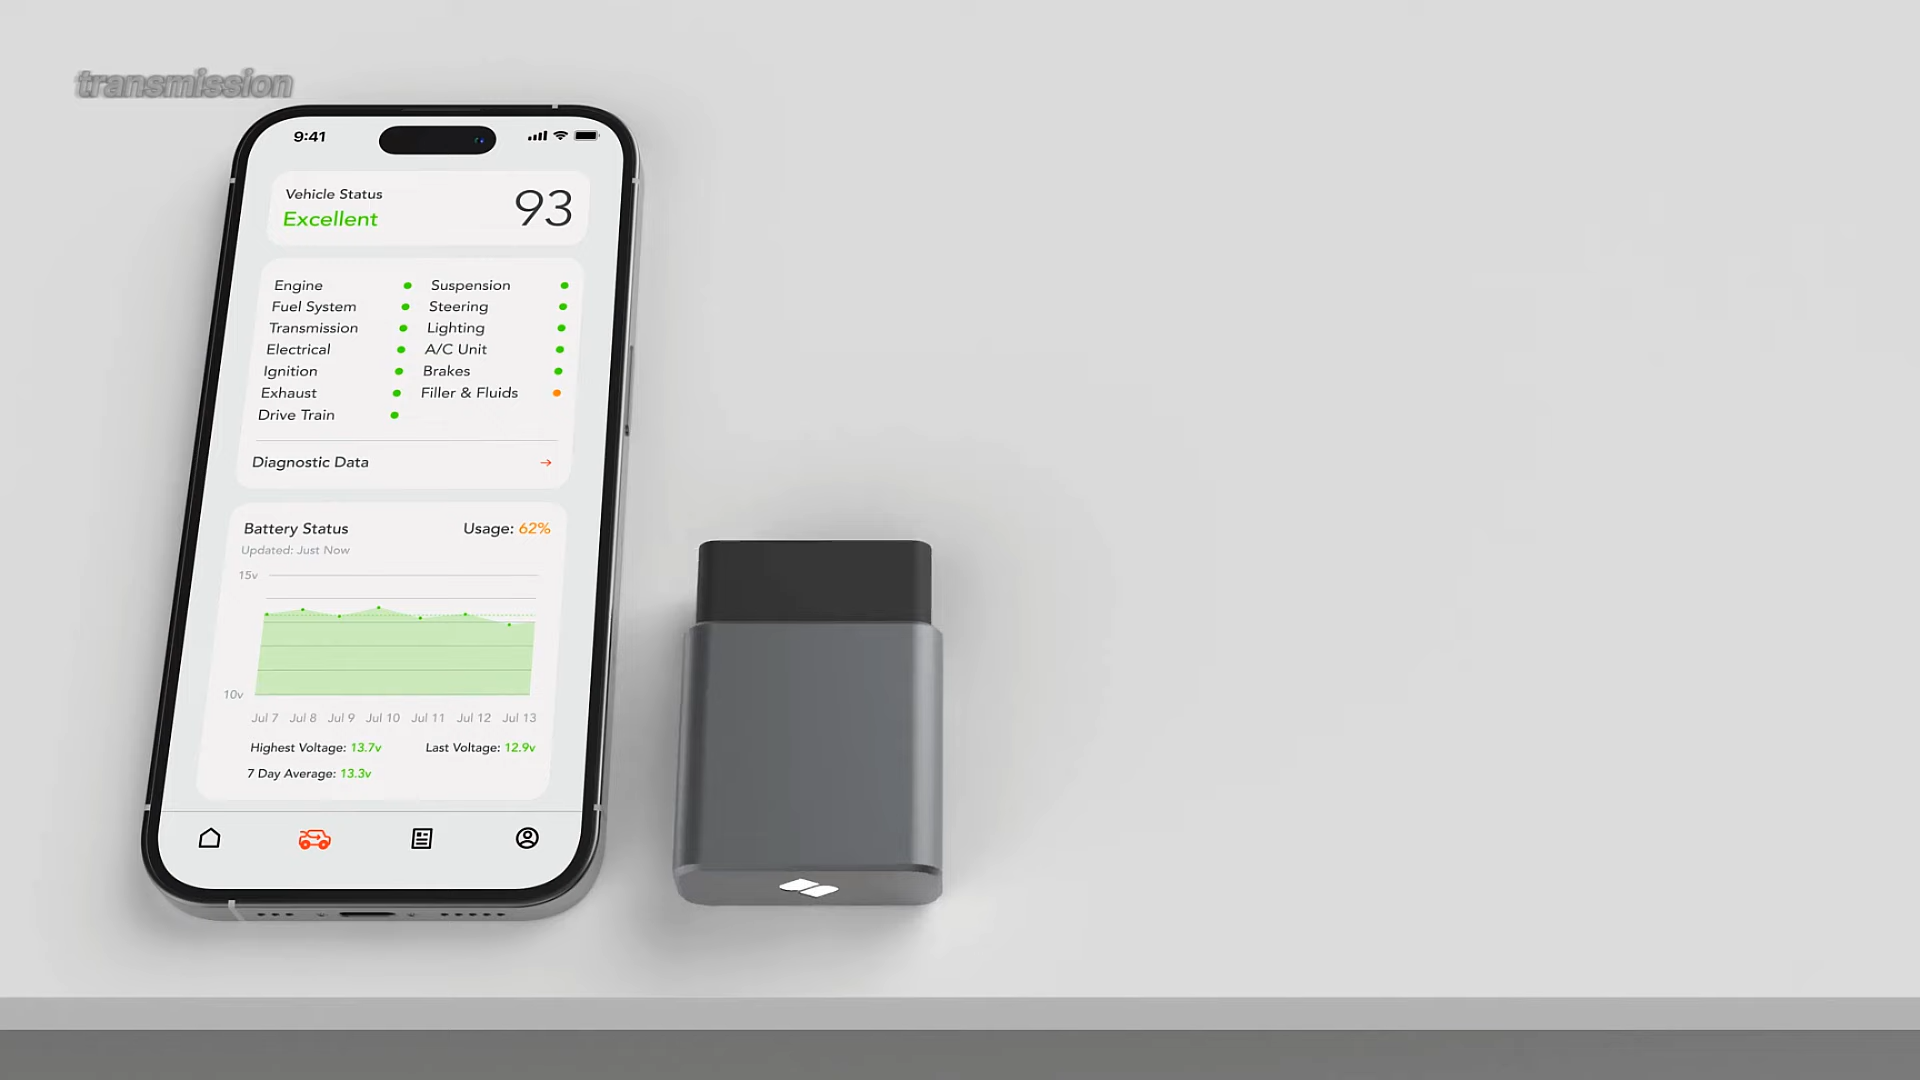 transmission
9:41
Vehicle Status
Excellent
93
Engine
Fuel System
Transmission
Electrical
Ignition
Exhaust
Drive Train
Suspension
Steering
Lighting
A/C Unit
Brakes
Filler & Fluids
Diagnostic Data →
Battery Status
Usage: 62%
Updated: Just Now
15v
10v
Jul 7 Jul 8 Jul 9 Jul 10 Jul 11 Jul 12 Jul 13
Highest Voltage: 13.7v Last Voltage: 12.9v
7 Day Average: 13.3v